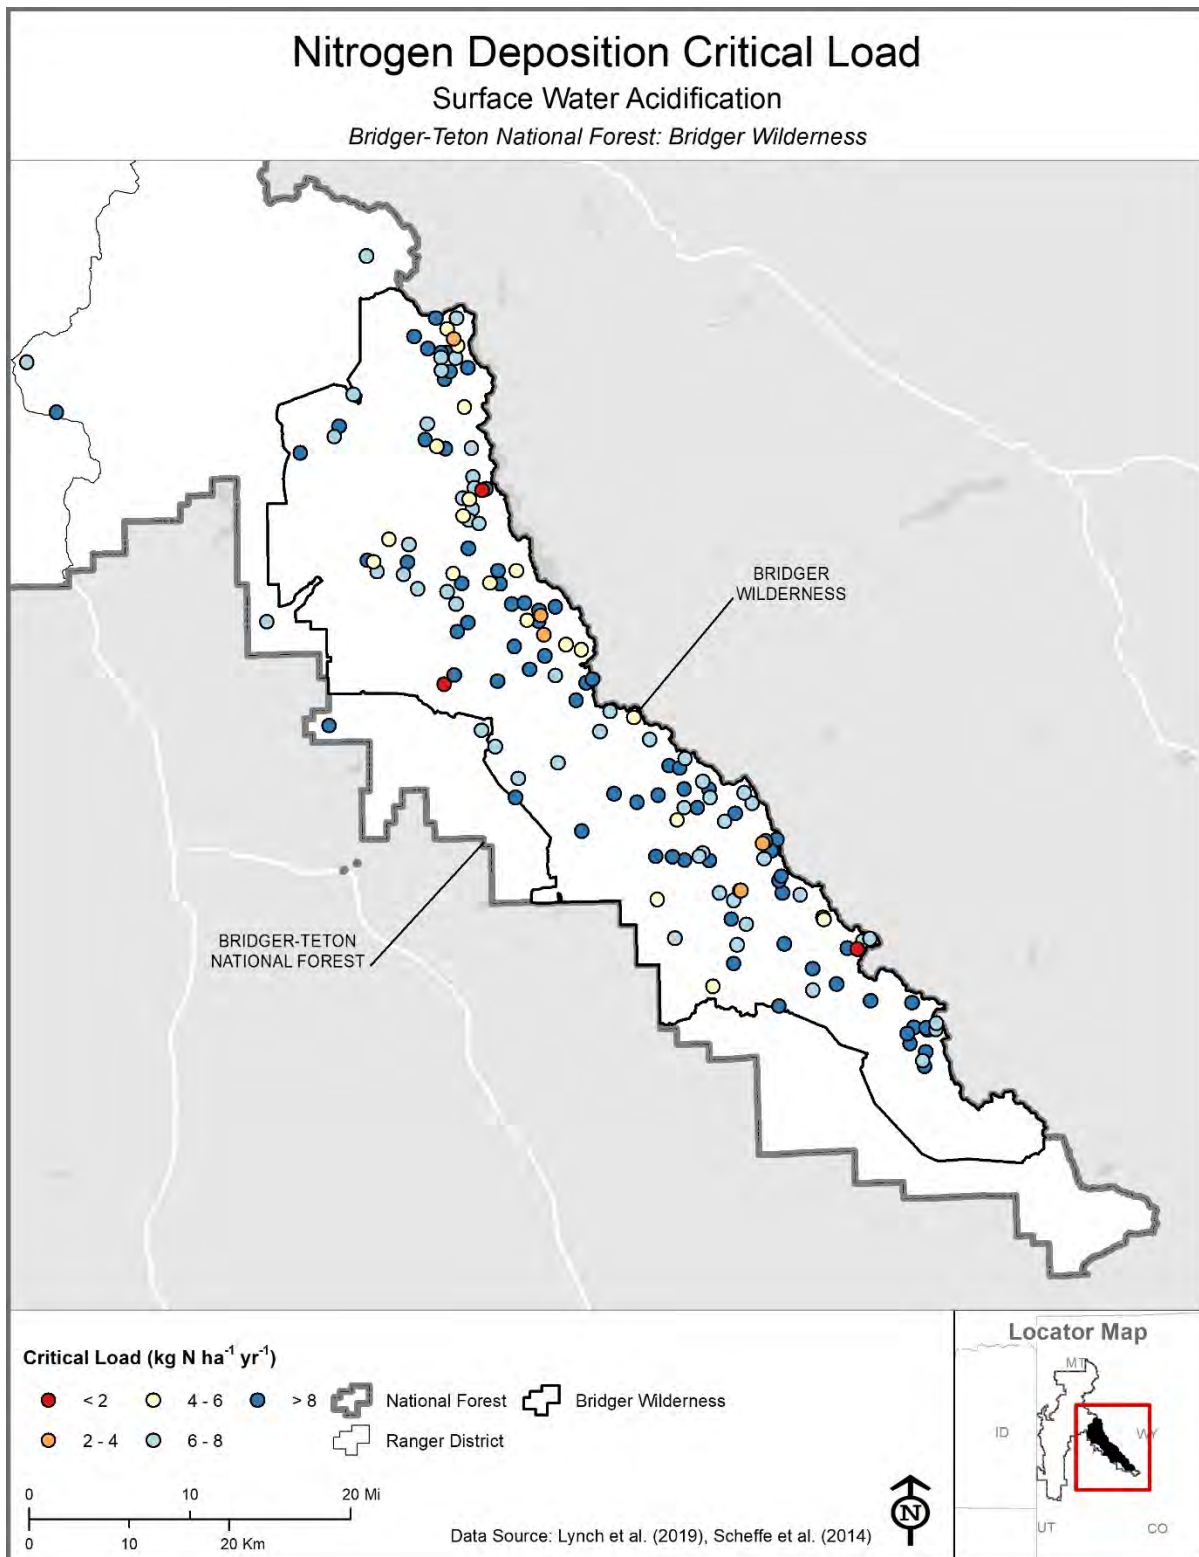 Nitrogen Deposition Critical Load
Surface Water Acidification
Bridger-Teton National Forest: Bridger Wilderness
BRIDGER
WILDERNESS
BRIDGER-TETON
NATIONAL FOREST
Critical Load (kg N ha⁻¹ yr⁻¹)
< 2
4 - 6
> 8
National Forest
Bridger Wilderness
2 - 4
6 - 8
Ranger District
0 10 20 Mi
0 10 20 Km
N
Data Source: Lynch et al. (2019), Scheffe et al. (2014)
Locator Map
MT
ID
WY
UT
CO